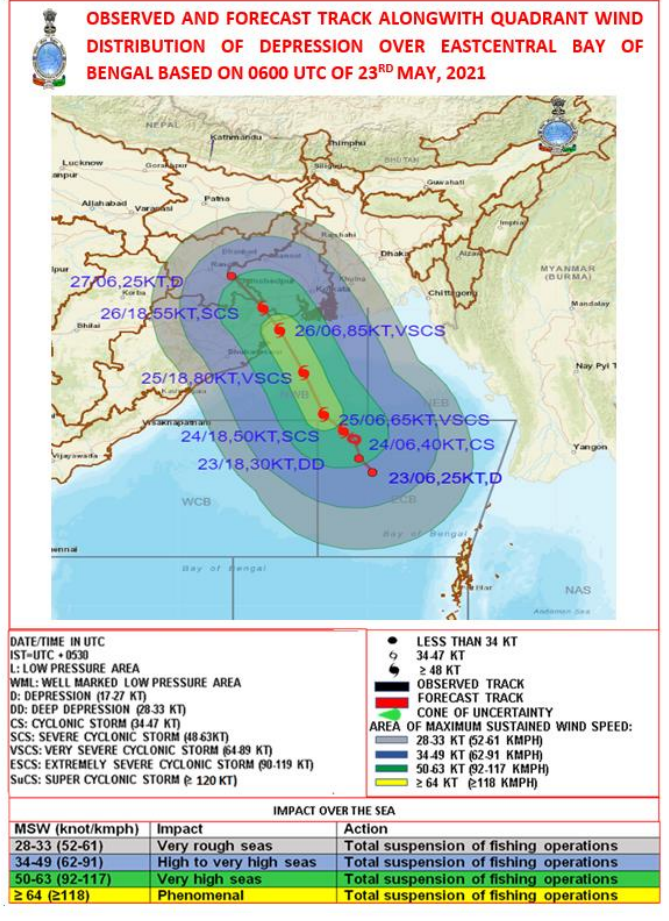 OBSERVED AND FORECAST TRACK ALONGWITH QUADRANT WIND
DISTRIBUTION OF DEPRESSION OVER EASTCENTRAL BAY OF
BENGAL BASED ON 0600 UTC OF 23RD MAY, 2021
NEPAL
Kathmandu
Thimphu
Lucknow
BHUTAN
Guwahati
Allahabad
Varanasi
Patna
Imphal
Dhaka
Aizawl
27/06,25KT,D
MYANMAR
(BURMA)
Korba
Chittagong
Mandalay
26/18,55KT,SCS
26/06,85KT,VSCS
Bhilai
Nay Pyi T
25/18,80KT,VSCS
NWB
NEB
25/06,65KT,VSCS
Visakhapatnam
24/18,50KT,SCS
24/06,40KT,CS
Yangon
Vijayawada
23/18,30KT,DD
23/06,25KT,D
WCB
ECB
Bay of Bengal
Bay of Bengal
NAS
Andaman Sea
DATE/TIME IN UTC
IST=UTC + 0530
L: LOW PRESSURE AREA
WML: WELL MARKED LOW PRESSURE AREA
D: DEPRESSION (17-27 KT)
DD: DEEP DEPRESSION (28-33 KT)
CS: CYCLONIC STORM (34-47 KT)
SCS: SEVERE CYCLONIC STORM (48-63KT)
VSCS: VERY SEVERE CYCLONIC STORM (64-89 KT)
ESCS: EXTREMELY SEVERE CYCLONIC STORM (90-119 KT)
SuCS: SUPER CYCLONIC STORM (≥ 120 KT)
LESS THAN 34 KT
34-47 KT
≥ 48 KT
OBSERVED TRACK
FORECAST TRACK
CONE OF UNCERTAINTY
AREA OF MAXIMUM SUSTAINED WIND SPEED:
28-33 KT (52-61 KMPH)
34-49 KT (62-91 KMPH)
50-63 KT (92-117 KMPH)
≥ 64 KT (≥118 KMPH)
IMPACT OVER THE SEA
MSW (knot/kmph) Impact Action
28-33 (52-61) Very rough seas Total suspension of fishing operations
34-49 (62-91) High to very high seas Total suspension of fishing operations
50-63 (92-117) Very high seas Total suspension of fishing operations
≥ 64 (≥118) Phenomenal Total suspension of fishing operations